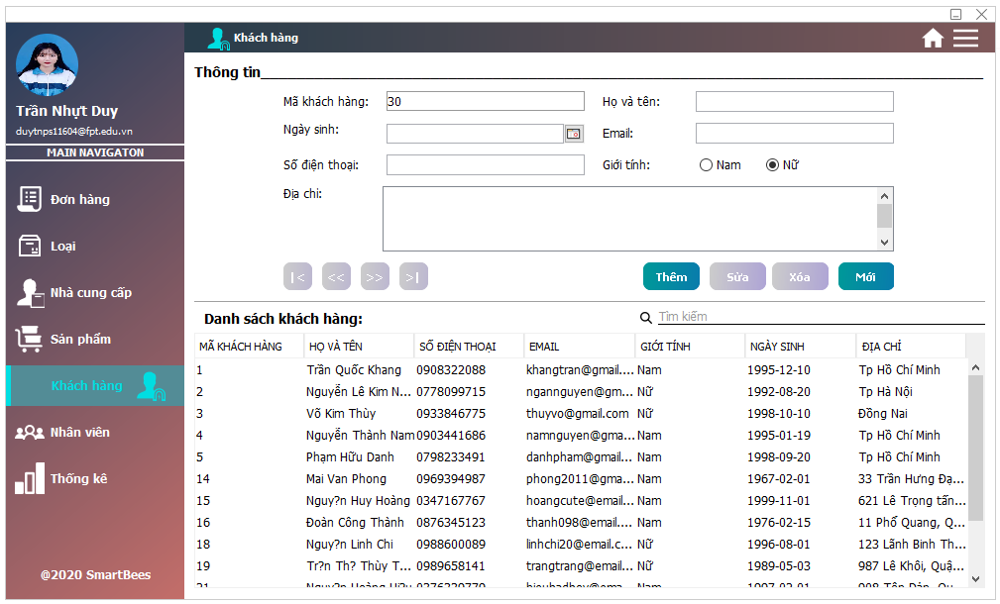 Khách hàng
Trần Nhựt Duy
duytnps11604@fpt.edu.vn
MAIN NAVIGATON
Đơn hàng
Loại
Nhà cung cấp
Sản phẩm
Khách hàng
Nhân viên
Thống kê
@2020 SmartBees
Thông tin
Mã khách hàng: 30 Họ và tên:
Ngày sinh: Email:
Số điện thoại: Giới tính: Nam Nữ
Địa chỉ:
|< << >> >| Thêm Sửa Xóa Mới
Danh sách khách hàng: Tìm kiếm
MÃ KHÁCH HÀNG HỌ VÀ TÊN SỐ ĐIỆN THOẠI EMAIL GIỚI TÍNH NGÀY SINH ĐỊA CHỈ
1 Trần Quốc Khang 0908322088 khangtran@gmail.... Nam 1995-12-10 Tp Hồ Chí Minh
2 Nguyễn Lê Kim N... 0778099715 ngannguyen@gm... Nữ 1992-08-20 Tp Hà Nội
3 Võ Kim Thùy 0933846775 thuyvo@gmail.com Nữ 1998-10-10 Đồng Nai
4 Nguyễn Thành Nam 0903441686 namnguyen@gma... Nam 1995-01-19 Tp Hồ Chí Minh
5 Phạm Hữu Danh 0798233491 danhpham@gmail... Nam 1998-09-20 Tp Hồ Chí Minh
14 Mai Van Phong 0969394987 phong2011@gma... Nam 1967-02-01 33 Trần Hưng Đạ...
15 Nguy?n Huy Hoàng 0347167767 hoangcute@email... Nam 1999-11-01 621 Lê Trọng tấn...
16 Đoàn Công Thành 0876345123 thanh098@email.... Nam 1976-02-15 11 Phổ Quang, Q...
18 Nguy?n Linh Chi 0988600089 linhchi20@email.c... Nữ 1996-08-01 123 Lãnh Binh Th...
19 Tr?n Th? Thùy T... 0989658141 trangtrang@email... Nữ 1989-05-03 987 Lê Khôi, Quậ...